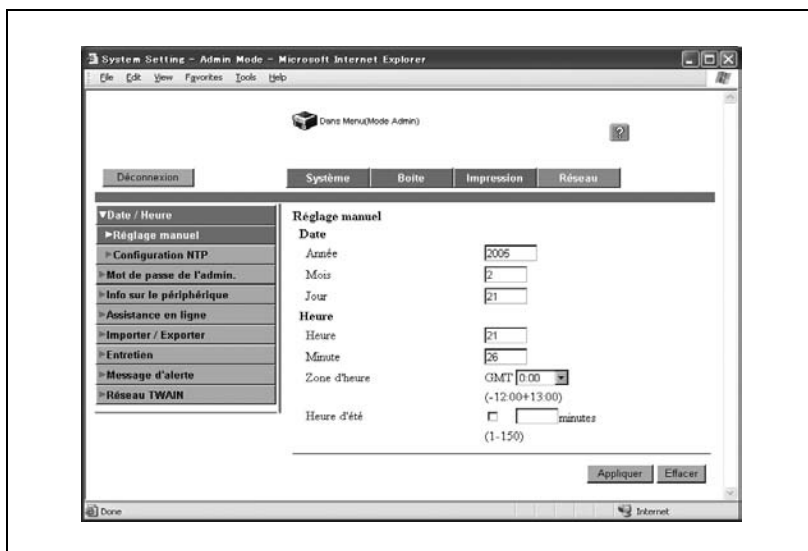 System Setting - Admin Mode - Microsoft Internet Explorer
File Edit View Favorites Tools Help
Dans Menu(Mode Admin)
?
Déconnexion
Système Boite Impression Réseau
Date / Heure
Réglage manuel
Configuration NTP
Mot de passe de l'admin.
Info sur le périphérique
Assistance en ligne
Importer / Exporter
Entretien
Message d'alerte
Réseau TWAIN
Réglage manuel
Date
Année 2005
Mois 2
Jour 21
Heure
Heure 21
Minute 26
Zone d'heure GMT 0:00
(-12:00+13:00)
Heure d'été minutes
(1-150)
Appliquer Effacer
Done Internet